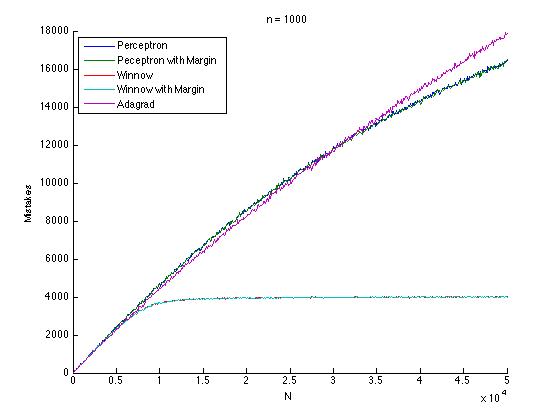 n = 1000
18000
16000
14000
12000
10000
8000
6000
4000
2000
0
Mistakes
Perceptron
Peceptron with Margin
Winnow
Winnow with Margin
Adagrad
0 0.5 1 1.5 2 2.5 3 3.5 4 4.5 5
N
x 10^4